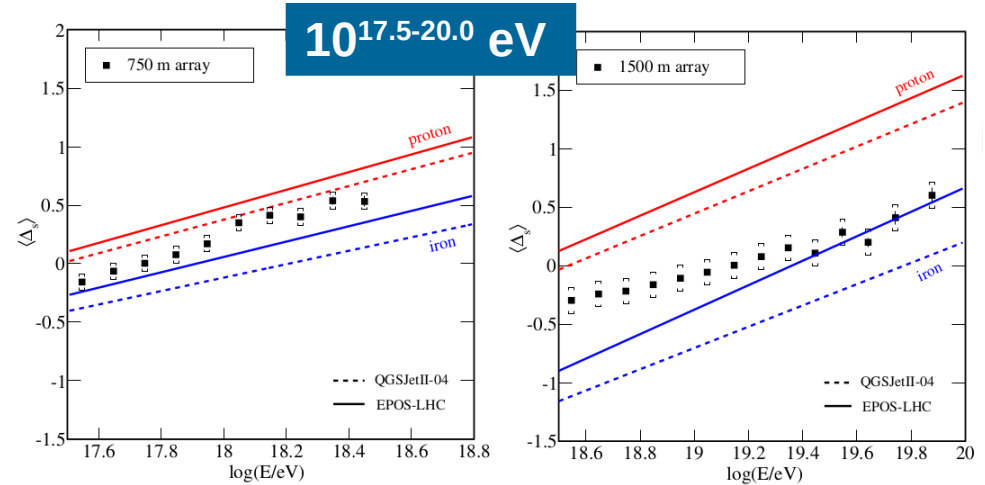 10^17.5-20.0 eV
2
1.5
1
0.5
0
-0.5
-1
-1.5
⟨Δs⟩
750 m array
proton
iron
QGSJetII-04
EPOS-LHC
17.6 17.8 18 18.2 18.4 18.6 18.8
log(E/eV)
1.5
1
0.5
0
-0.5
-1
-1.5
⟨Δs⟩
1500 m array
proton
iron
QGSJetII-04
EPOS-LHC
18.6 18.8 19 19.2 19.4 19.6 19.8 20
log(E/eV)